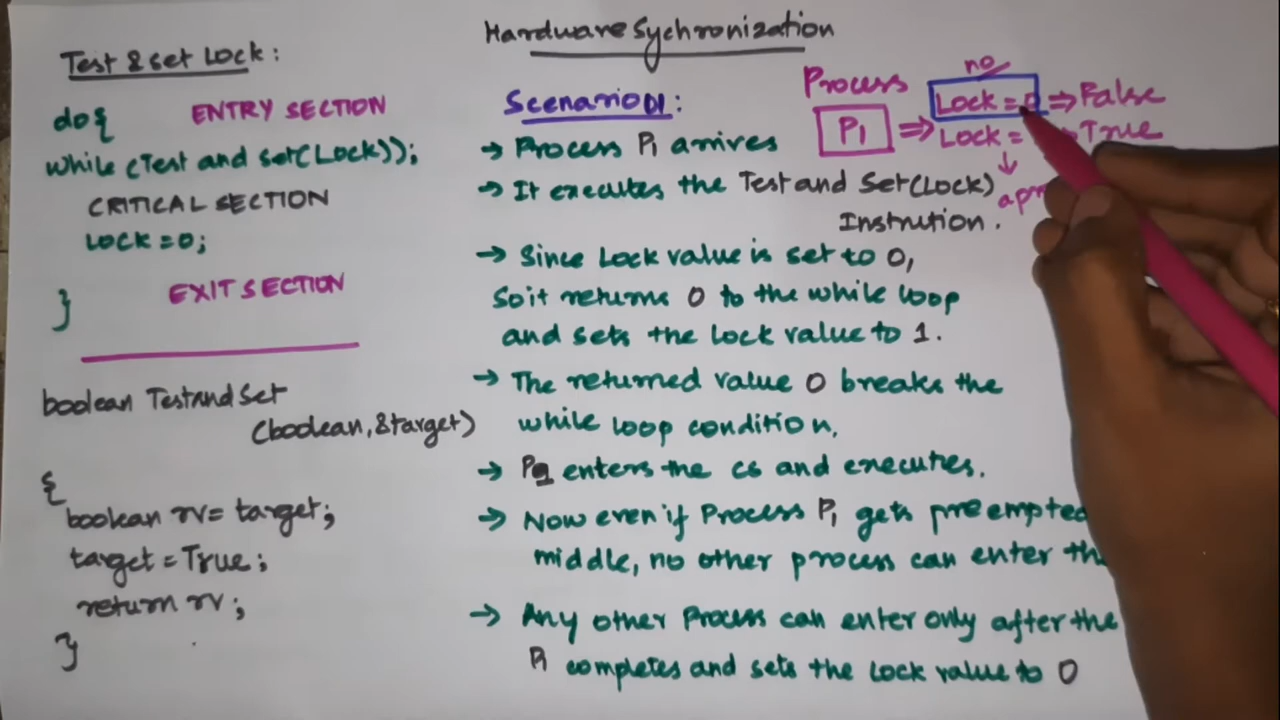 Hardware Sychronization
Test & set Lock :
do{ ENTRY SECTION
while (Test and set(Lock));
CRITICAL SECTION
LOCK = 0;
} EXIT SECTION
boolean TestandSet
(boolean, &target)
{
boolean rv = target;
target = True;
return rv;
}
Scenario 01 :
→ Process P1 arrives
→ It executes the Test and Set(Lock)
Instrution.
→ Since Lock value is set to 0,
So it returns 0 to the while loop
and sets the lock value to 1.
→ The returned value 0 breaks the
while loop condition,
→ P1 enters the cs and executies.
→ Now even if Process P1 gets preempted
middle, no other process can enter
→ Any other Process can enter only after the
P1 completes and sets the Lock value to 0
Process
P1 ⇒
no
Lock = 0 ⇒ False
Lock = True
↓